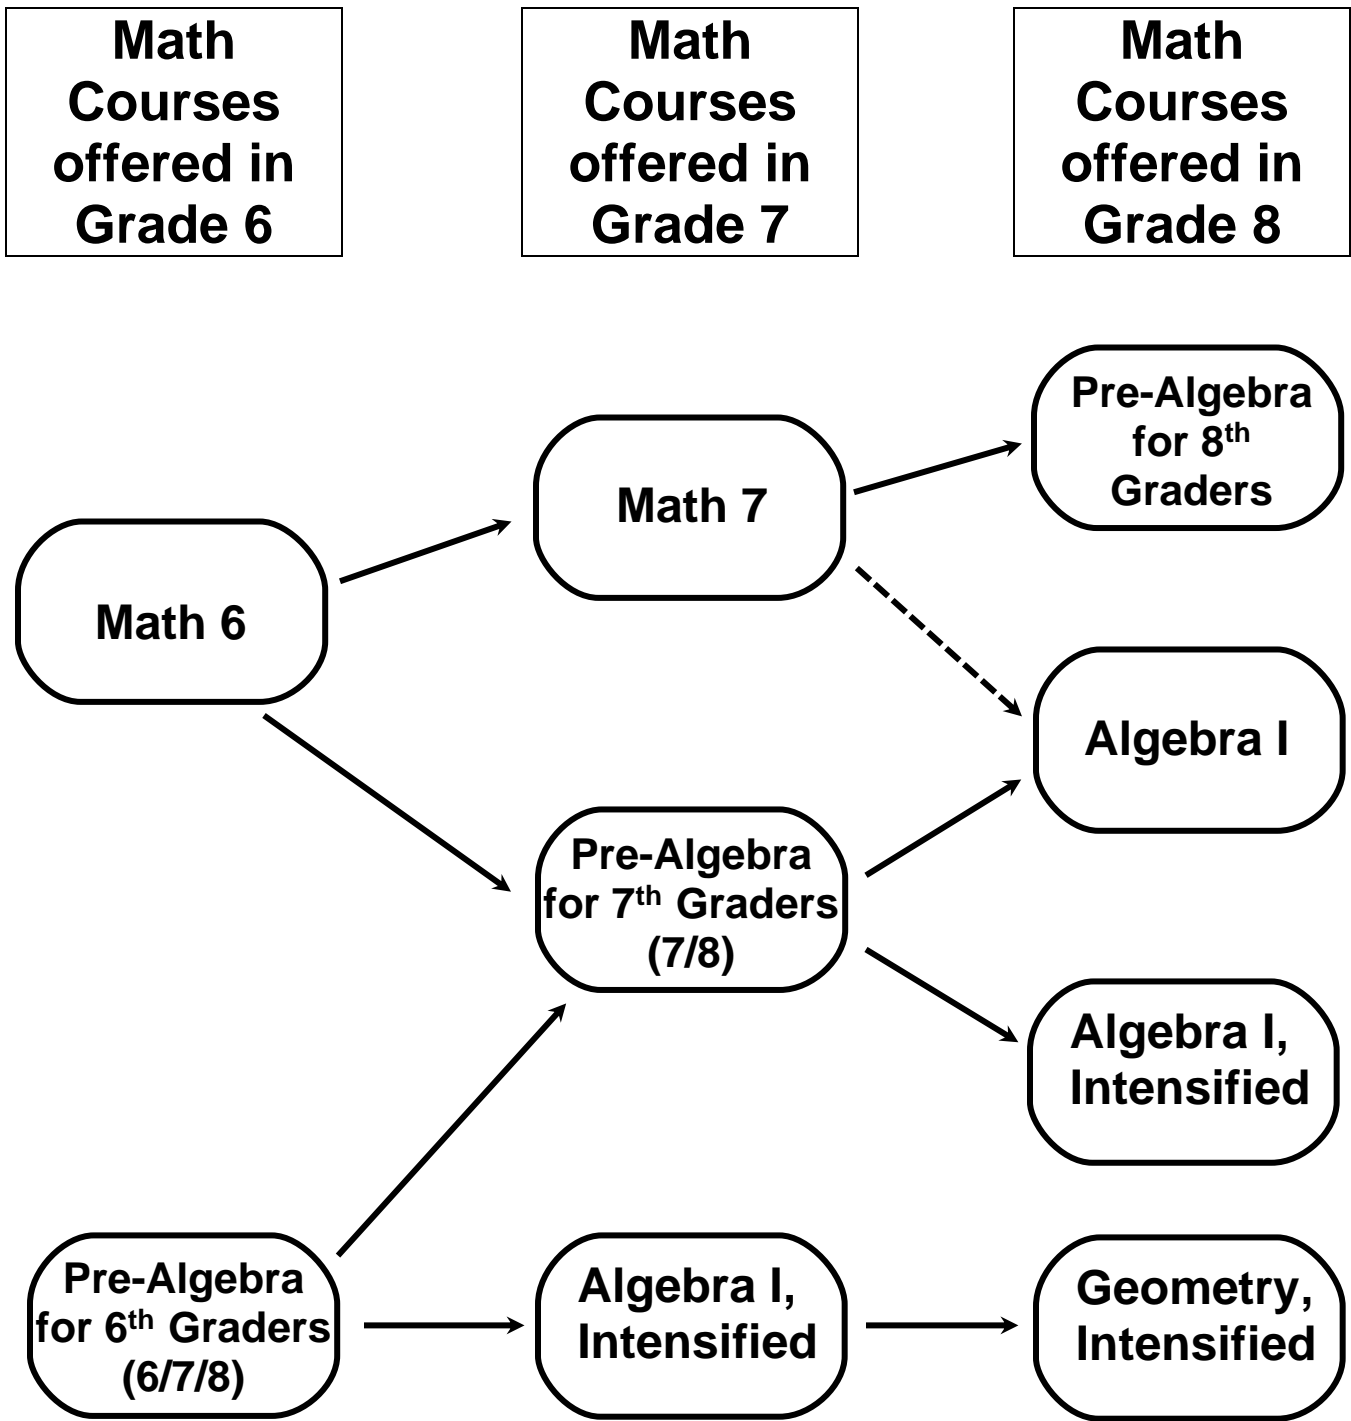 Math
Courses
offered in
Grade 6
Math
Courses
offered in
Grade 7
Math
Courses
offered in
Grade 8
Math 6
Pre-Algebra
for 6th Graders
(6/7/8)
Math 7
Pre-Algebra
for 7th Graders
(7/8)
Algebra I,
Intensified
Pre-Algebra
for 8th
Graders
Algebra I
Algebra I,
Intensified
Geometry,
Intensified